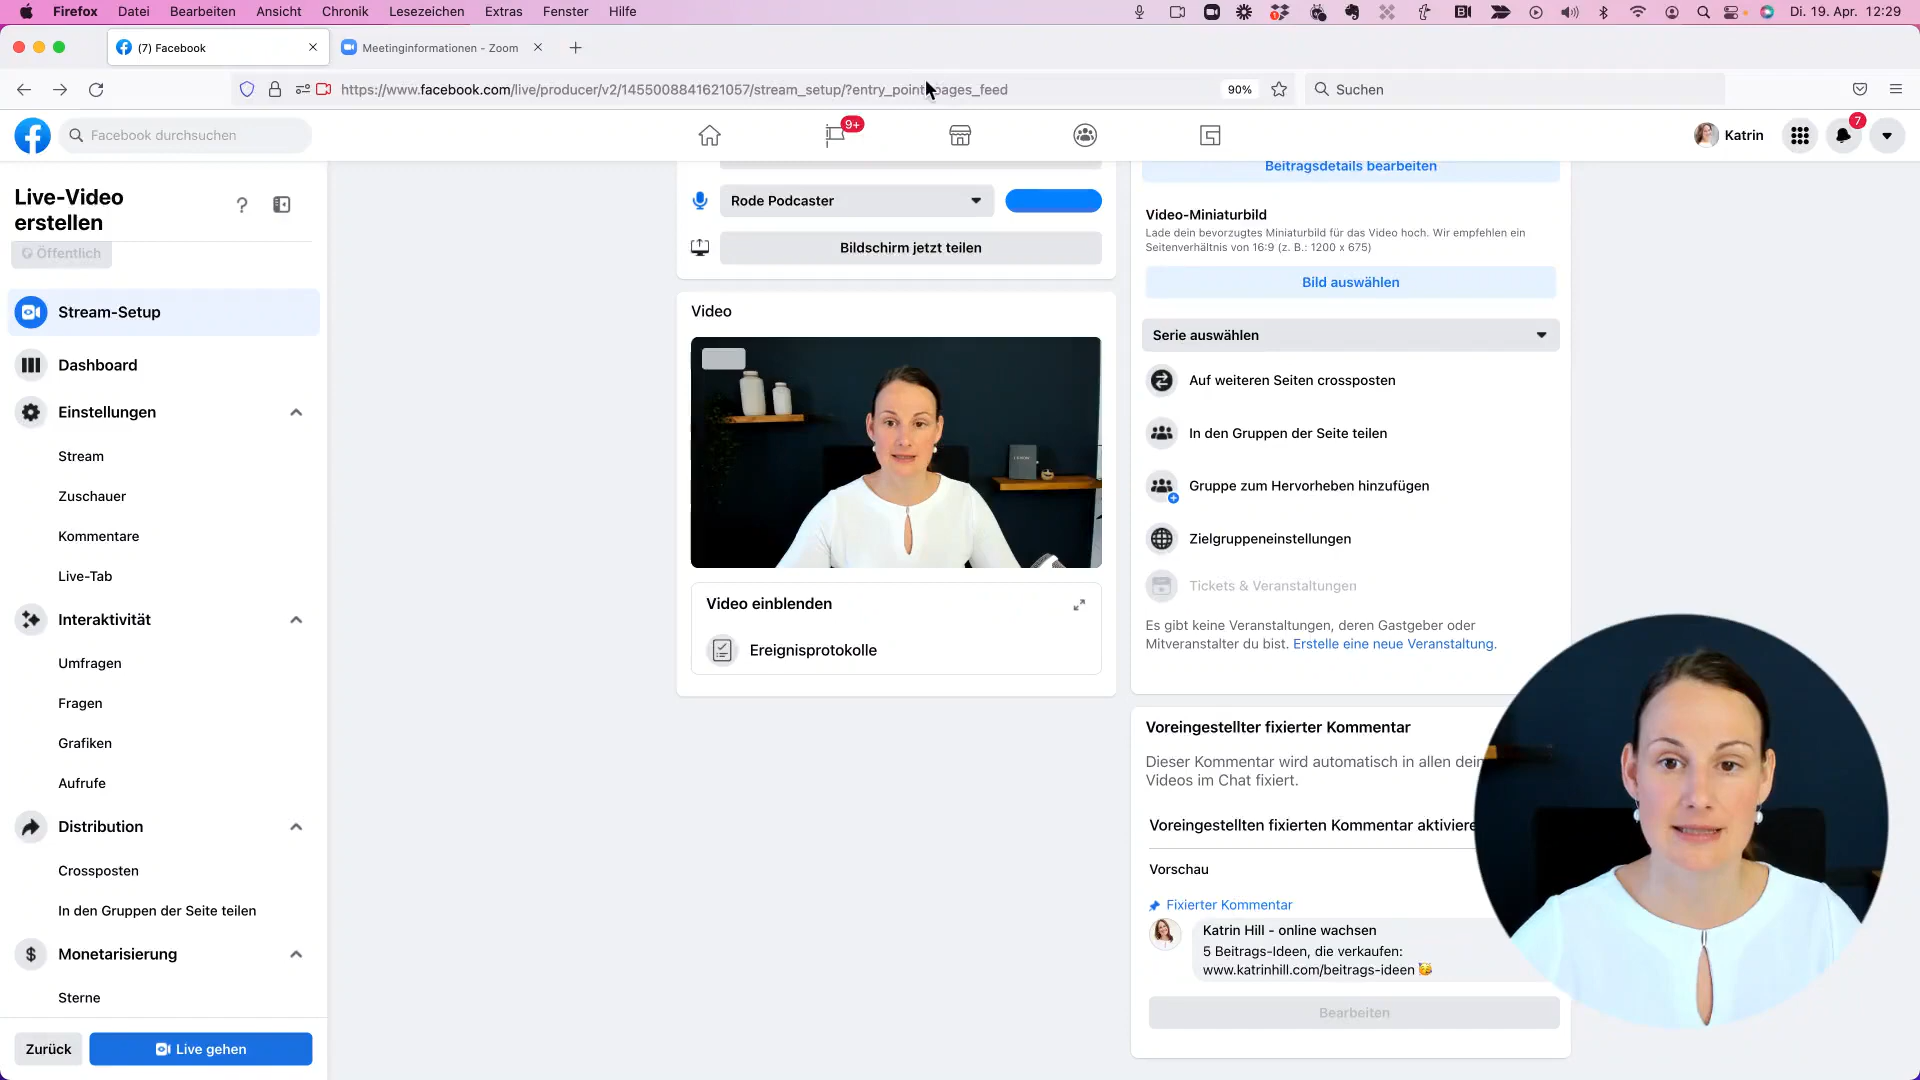 Firefox Datei Bearbeiten Ansicht Chronik Lesezeichen Extras Fenster Hilfe Di. 19. Apr. 12:29
(7) Facebook
Meetinginformationen - Zoom
https://www.facebook.com/live/producer/v2/1455008841621057/stream_setup/?entry_point=pages_feed
90%
Suchen
Facebook durchsuchen
9+
Katrin
7
Live-Video
erstellen
Öffentlich
Stream-Setup
Dashboard
Einstellungen
Stream
Zuschauer
Kommentare
Live-Tab
Interaktivität
Umfragen
Fragen
Grafiken
Aufrufe
Distribution
Crossposten
In den Gruppen der Seite teilen
Monetarisierung
Sterne
Zurück
Live gehen
Rode Podcaster
Bildschirm jetzt teilen
Video
Video einblenden
Ereignisprotokolle
Beitragsdetails bearbeiten
Video-Miniaturbild
Lade dein bevorzugtes Miniaturbild für das Video hoch. Wir empfehlen ein
Seitenverhältnis von 16:9 (z. B.: 1200 x 675)
Bild auswählen
Serie auswählen
Auf weiteren Seiten crossposten
In den Gruppen der Seite teilen
Gruppe zum Hervorheben hinzufügen
Zielgruppeneinstellungen
Tickets & Veranstaltungen
Es gibt keine Veranstaltungen, deren Gastgeber oder
Mitveranstalter du bist. Erstelle eine neue Veranstaltung.
Voreingestellter fixierter Kommentar
Dieser Kommentar wird automatisch in allen dein
Videos im Chat fixiert.
Voreingestellten fixierten Kommentar aktiviere
Vorschau
Fixierter Kommentar
Katrin Hill - online wachsen
5 Beitrags-Ideen, die verkaufen:
www.katrinhill.com/beitrags-ideen 🥳
Bearbeiten